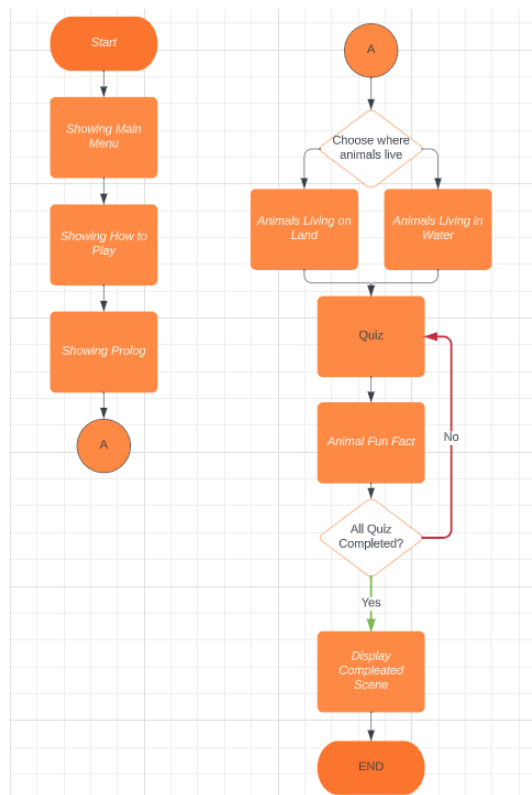 Start
Showing Main
Menu
Showing How to
Play
Showing Prolog
A
A
Choose where
animals live
Animals Living on
Land
Animals Living in
Water
Quiz
Animal Fun Fact
No
All Quiz
Completed?
Yes
Display
Compleated
Scene
END